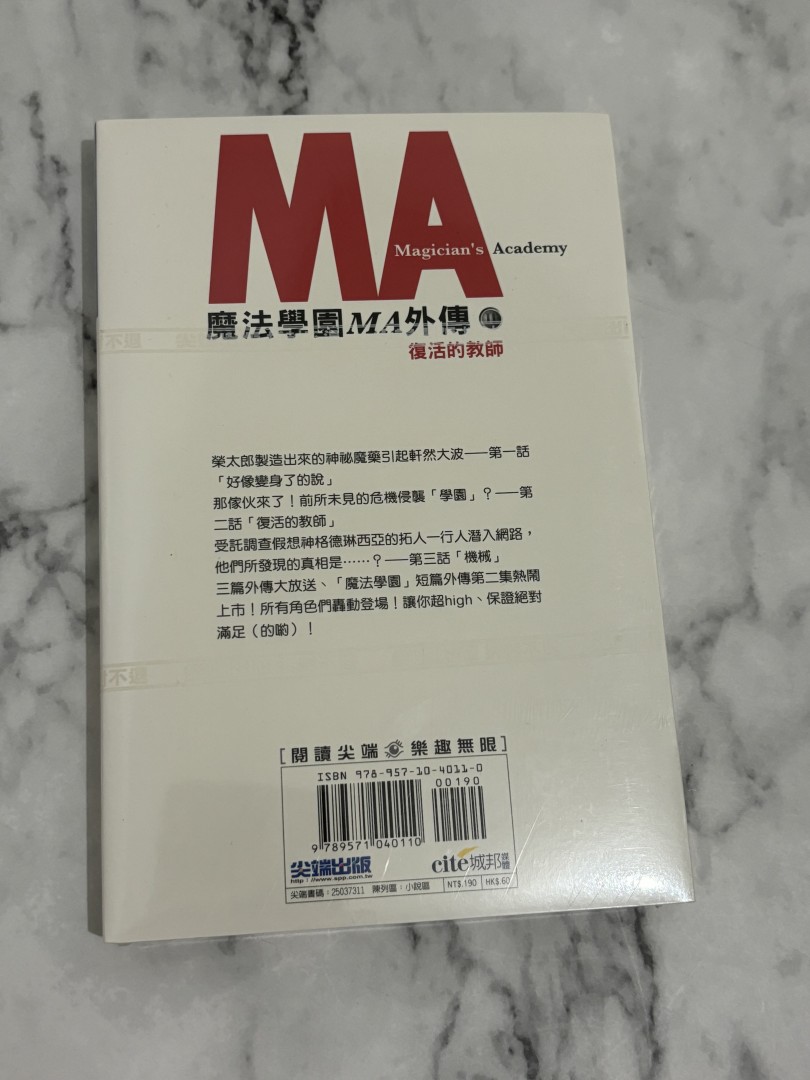 MA
Magician's Academy
魔法學園MA外傳 II
復活的教師
榮太郎製造出來的神祕魔藥引起軒然大波——第一話
「好像變身了的說」
那傢伙來了！前所未見的危機侵襲「學園」？——第
二話「復活的教師」
受託調查假想神格德琳西亞的拓人一行人潛入網路，
他們所發現的真相是……？——第三話「機械」
三篇外傳大放送、「魔法學園」短篇外傳第二集熱鬧
上市！所有角色們轟動登場！讓你超high、保證絕對
滿足（的喲）！
[閱讀尖端 樂趣無限]
ISBN 978-957-10-4011-0
00190
9 789571 040110
尖端出版 cité城邦媒體
http://www.spp.com.tw
尖端書碼：25037311 陳列區：小說區 NT$.190 HK$.60